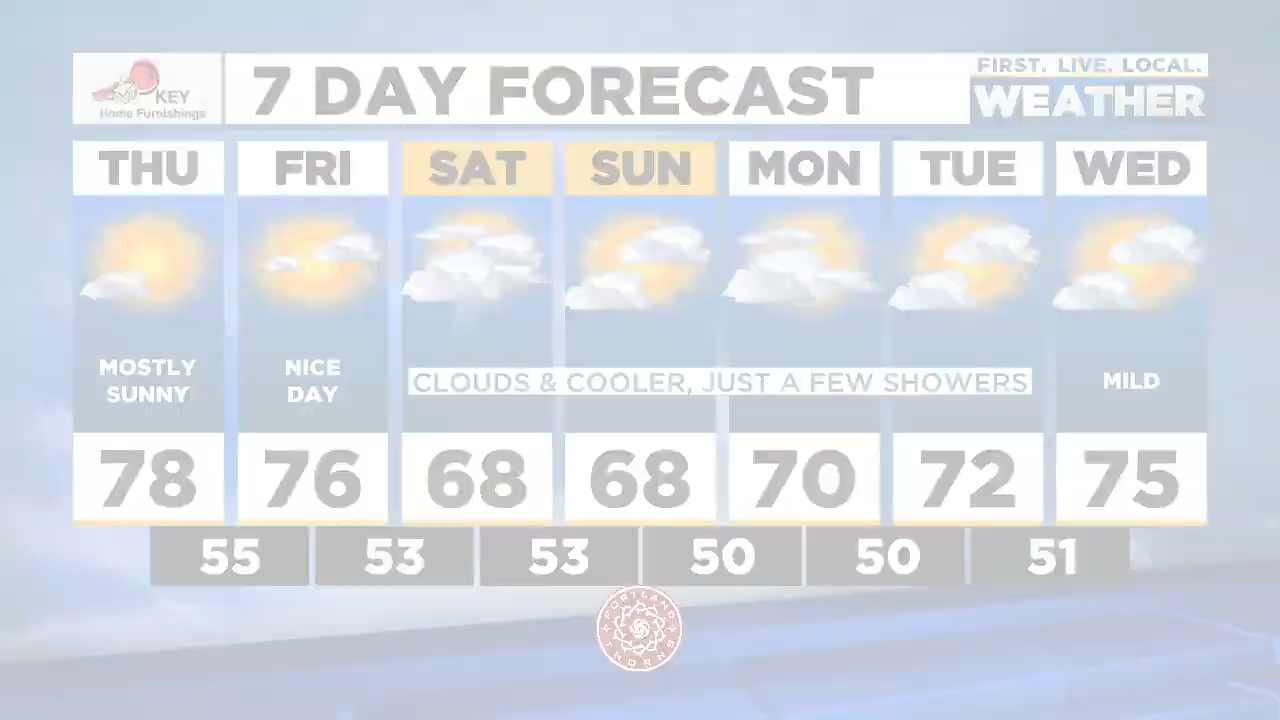 KEY
Home Furnishings
7 DAY FORECAST
FIRST. LIVE. LOCAL.
WEATHER
THU FRI SAT SUN MON TUE WED
MOSTLY
SUNNY
NICE
DAY
CLOUDS & COOLER, JUST A FEW SHOWERS
MILD
78 76 68 68 70 72 75
55 53 53 50 50 51
PORTLAND
THORNS